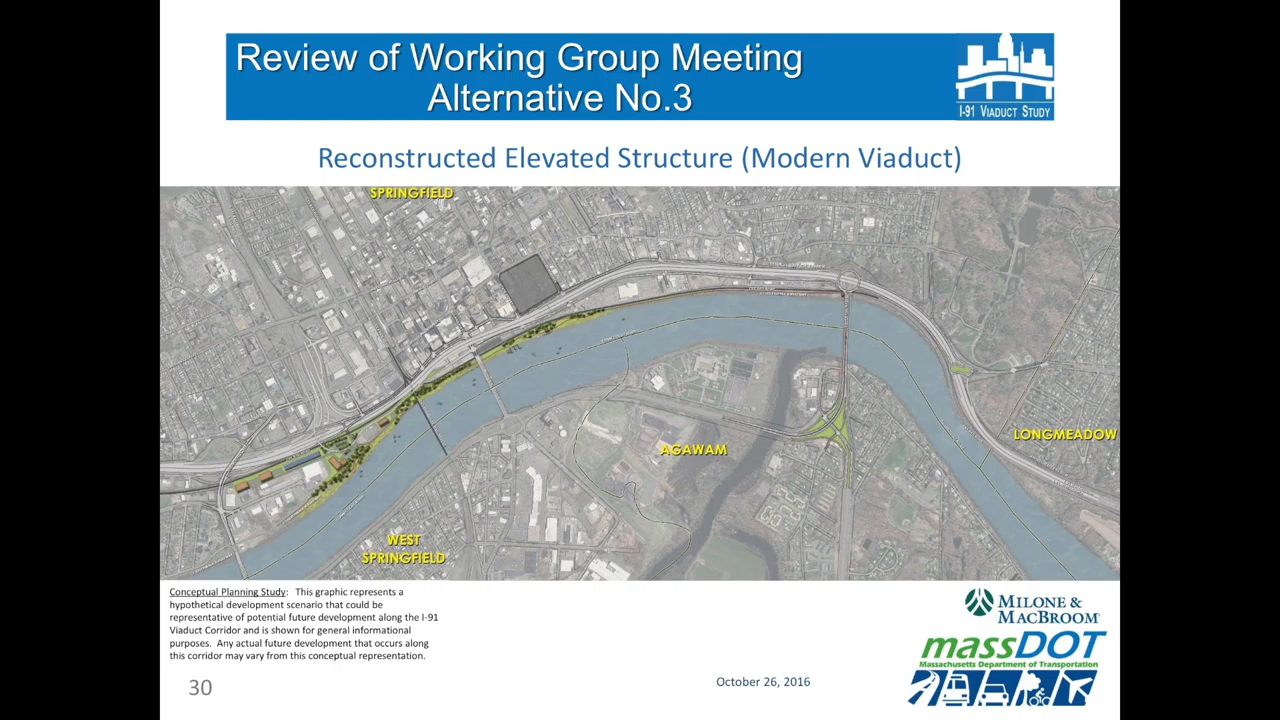 Review of Working Group Meeting
Alternative No.3
I-91 VIADUCT STUDY
Reconstructed Elevated Structure (Modern Viaduct)
SPRINGFIELD
AGAWAM
LONGMEADOW
WEST
SPRINGFIELD
Conceptual Planning Study: This graphic represents a
hypothetical development scenario that could be
representative of potential future development along the I-91
Viaduct Corridor and is shown for general informational
purposes. Any actual future development that occurs along
this corridor may vary from this conceptual representation.
MILONE &
MACBROOM
massDOT
Massachusetts Department of Transportation
October 26, 2016
30